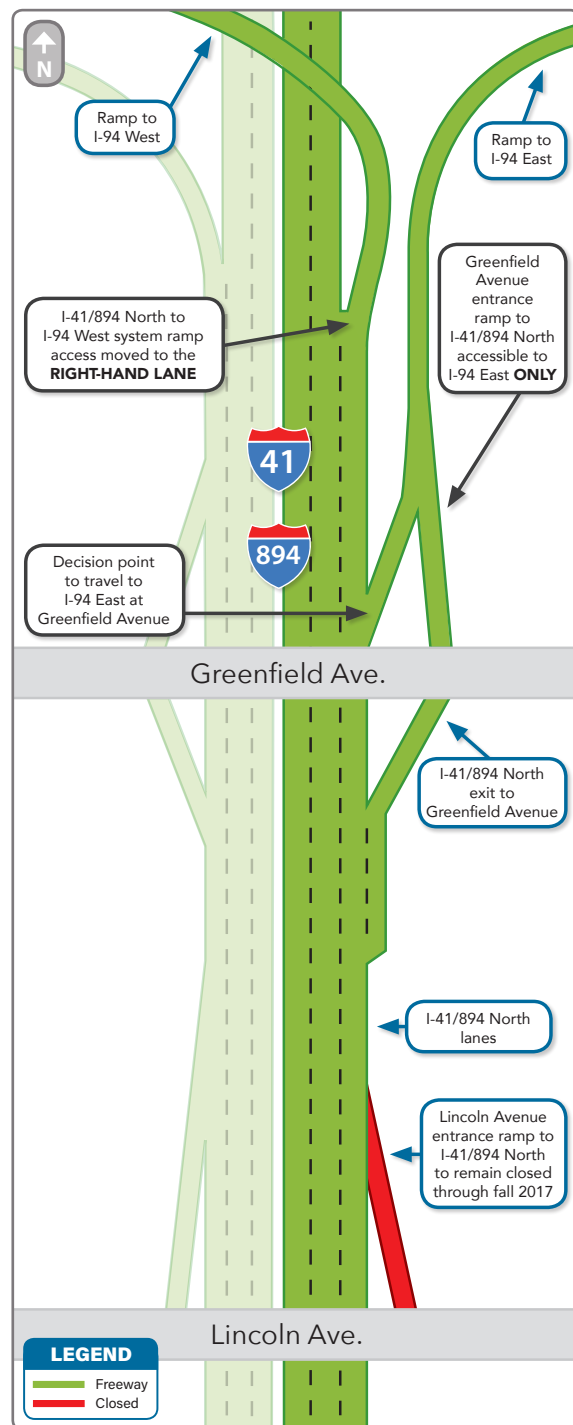 N
Ramp to
I-94 West
Ramp to
I-94 East
Greenfield
Avenue
entrance
ramp to
I-41/894 North
accessible to
I-94 East ONLY
I-41/894 North to
I-94 West system ramp
access moved to the
RIGHT-HAND LANE
41
894
Decision point
to travel to
I-94 East at
Greenfield Avenue
Greenfield Ave.
I-41/894 North
exit to
Greenfield Avenue
I-41/894 North
lanes
Lincoln Avenue
entrance ramp to
I-41/894 North
to remain closed
through fall 2017
Lincoln Ave.
LEGEND
Freeway
Closed